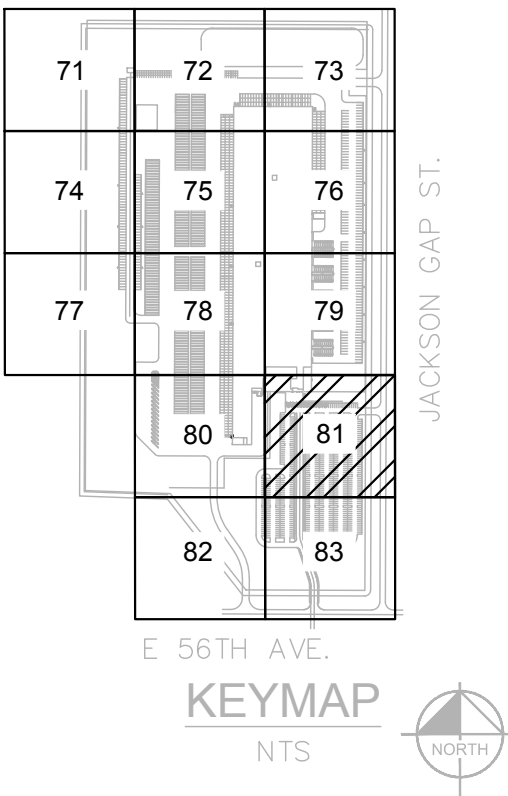 71 72 73
74 75 76
JACKSON GAP ST.
77 78 79
80 81
82 83
E 56TH AVE.
KEYMAP
NTS
NORTH